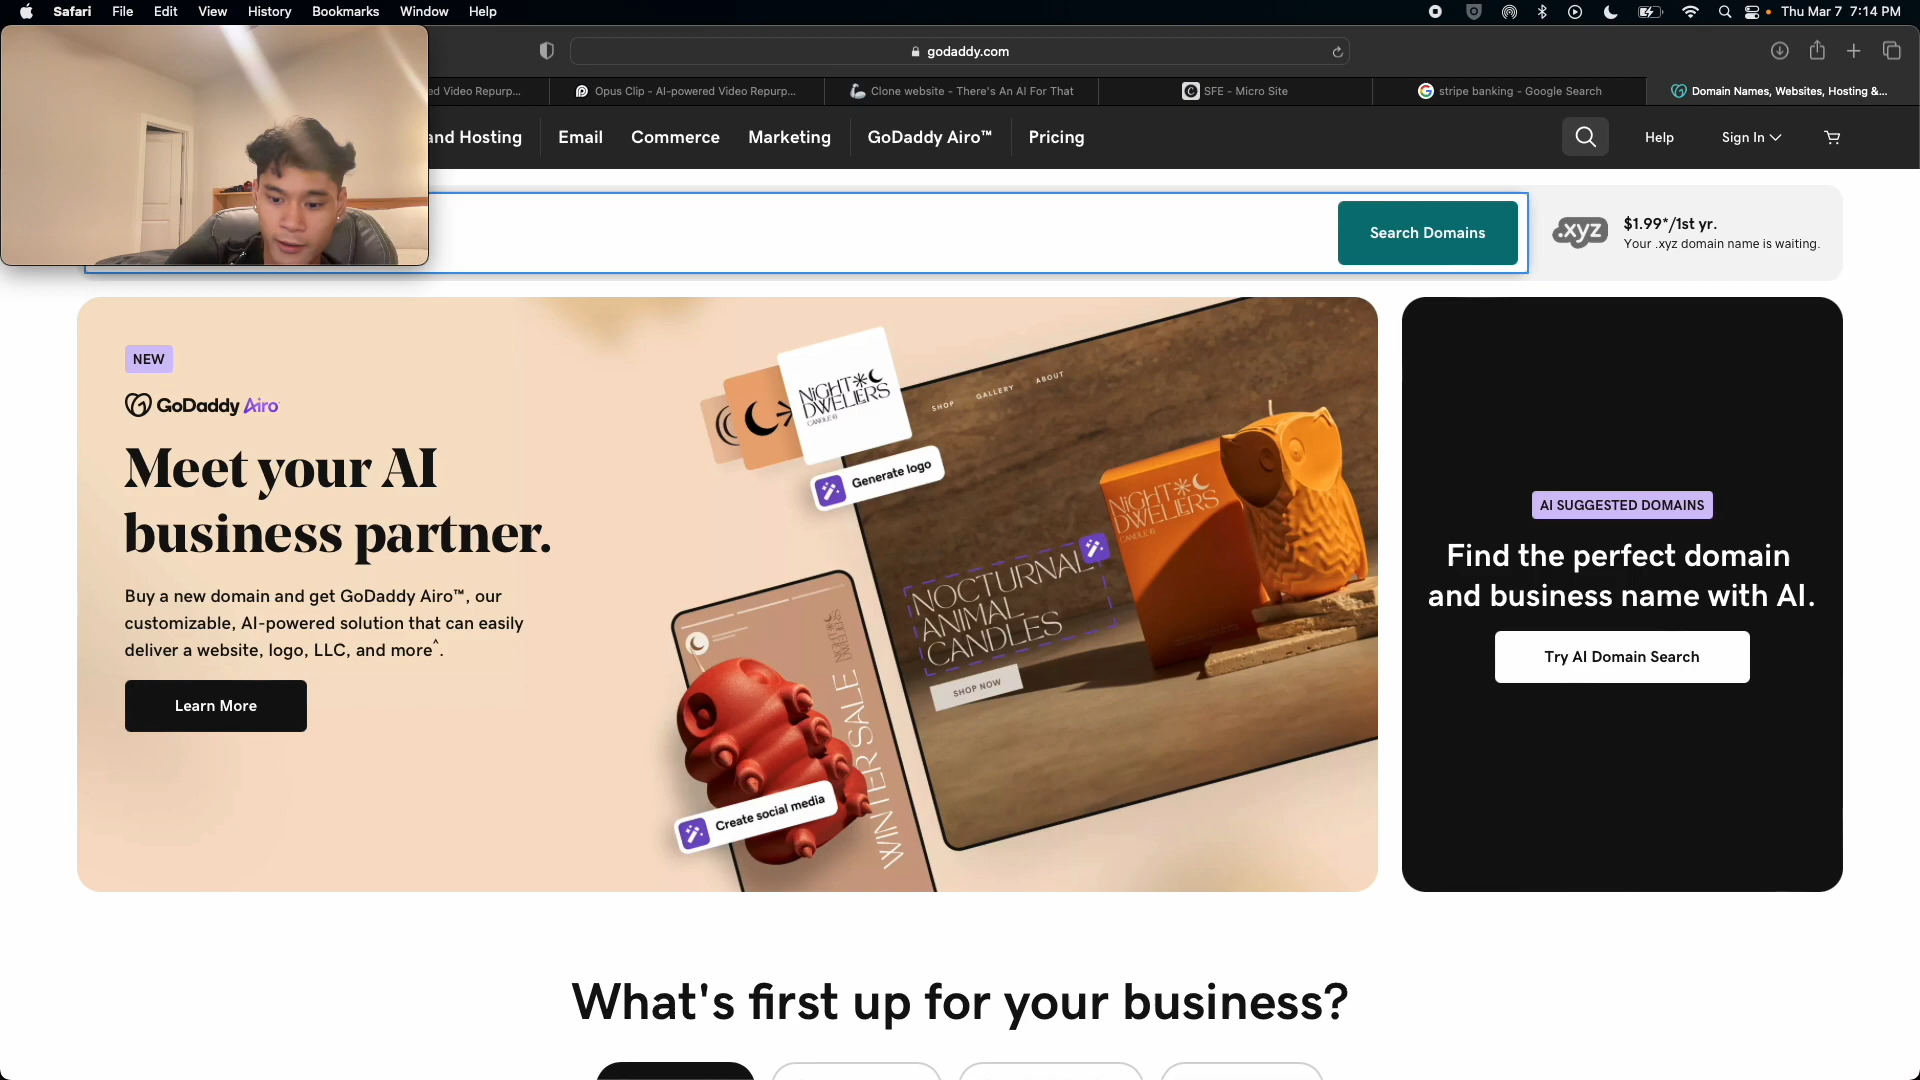 Safari File Edit View History Bookmarks Window Help
Thu Mar 7 7:14 PM
godaddy.com
ed Video Repurp...
Opus Clip - AI-powered Video Repurp...
Clone website - There's An AI For That
SFE - Micro Site
stripe banking - Google Search
Domain Names, Websites, Hosting &...
and Hosting
Email
Commerce
Marketing
GoDaddy Airo™
Pricing
Help
Sign In
Search Domains
.xyz
$1.99*/1st yr.
Your .xyz domain name is waiting.
NEW
GoDaddy Airo
Meet your AI
business partner.
Buy a new domain and get GoDaddy Airo™, our
customizable, AI-powered solution that can easily
deliver a website, logo, LLC, and more^.
Learn More
NIGHT
DWELLERS
CANDLE
Generate logo
SHOP GALLERY ABOUT
NIGHT
DWELLERS
NOCTURNAL
ANIMAL
CANDLES
SHOP NOW
WINTER SALE
Create social media
AI SUGGESTED DOMAINS
Find the perfect domain
and business name with AI.
Try AI Domain Search
What's first up for your business?